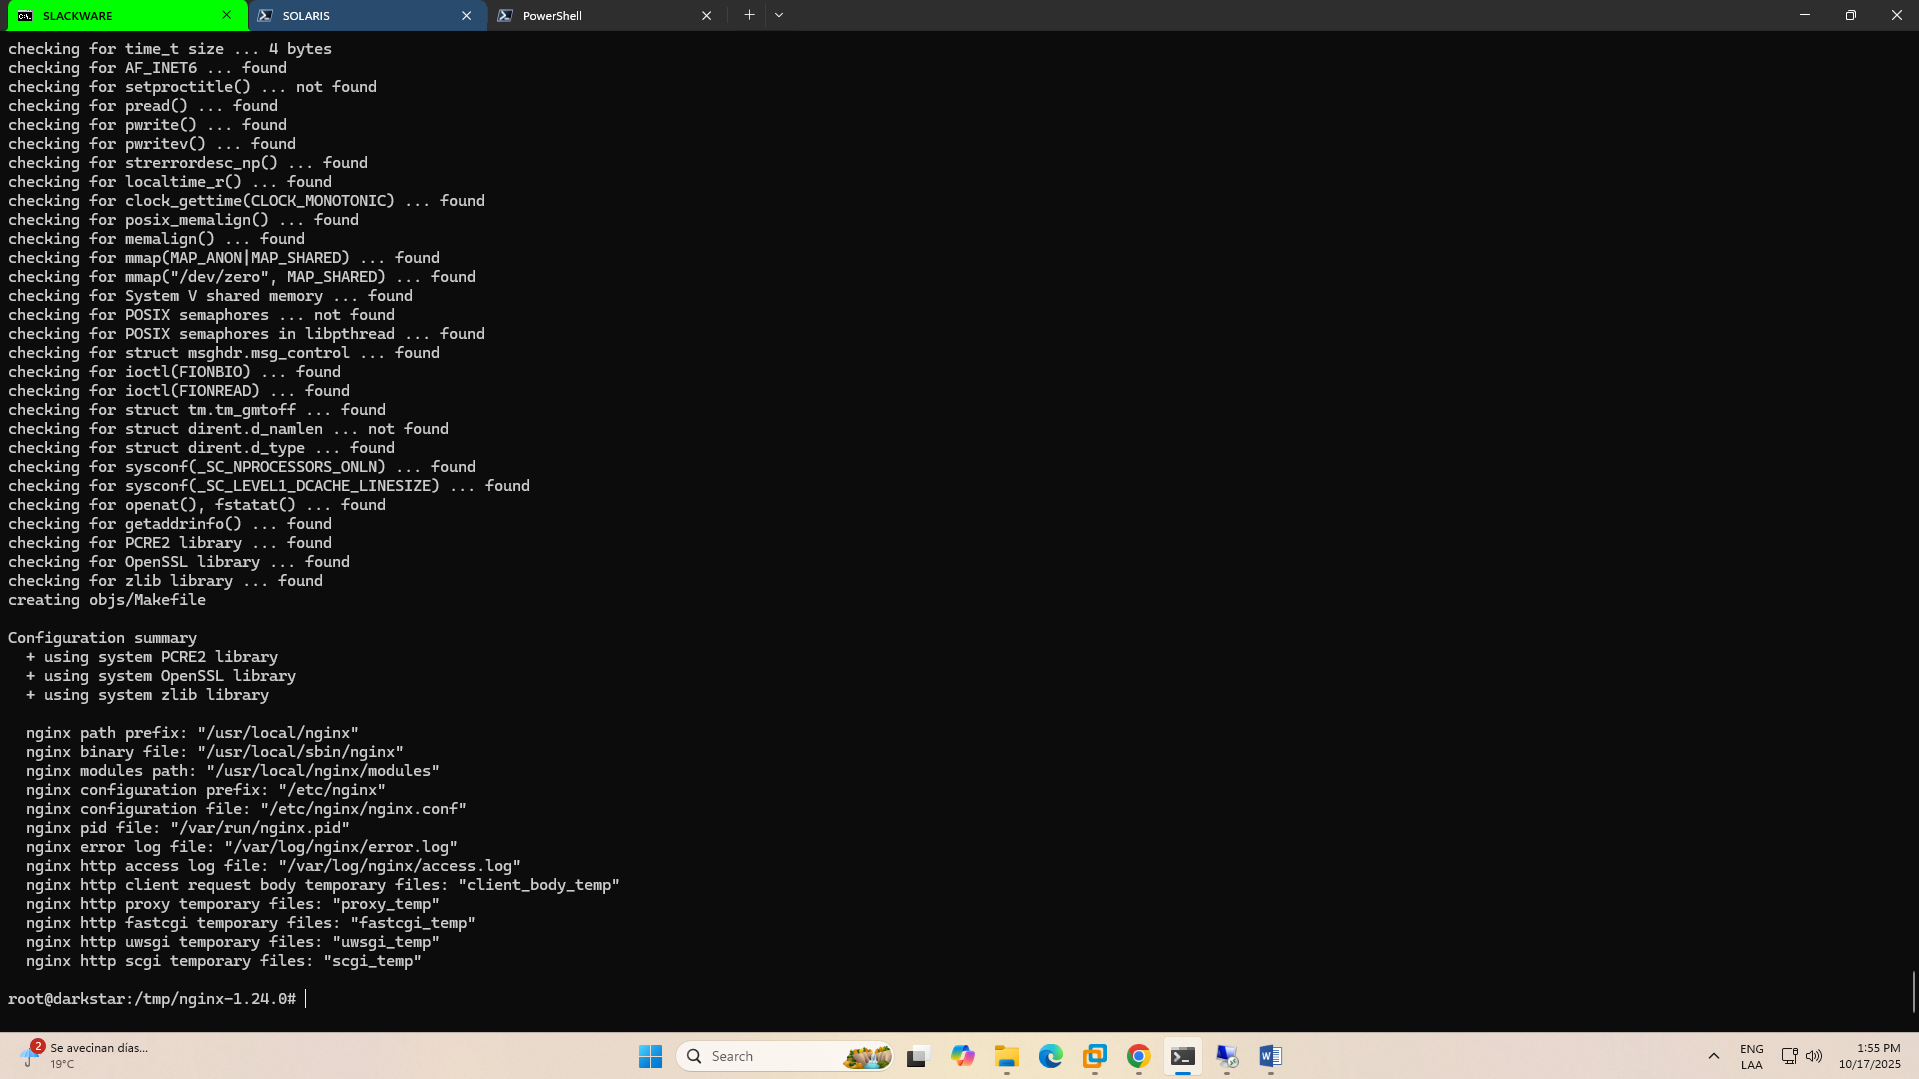 SLACKWARE
SOLARIS
PowerShell
checking for time_t size ... 4 bytes
checking for AF_INET6 ... found
checking for setproctitle() ... not found
checking for pread() ... found
checking for pwrite() ... found
checking for pwritev() ... found
checking for strerrordesc_np() ... found
checking for localtime_r() ... found
checking for clock_gettime(CLOCK_MONOTONIC) ... found
checking for posix_memalign() ... found
checking for memalign() ... found
checking for mmap(MAP_ANON|MAP_SHARED) ... found
checking for mmap("/dev/zero", MAP_SHARED) ... found
checking for System V shared memory ... found
checking for POSIX semaphores ... not found
checking for POSIX semaphores in libpthread ... found
checking for struct msghdr.msg_control ... found
checking for ioctl(FIONBIO) ... found
checking for ioctl(FIONREAD) ... found
checking for struct tm.tm_gmtoff ... found
checking for struct dirent.d_namlen ... not found
checking for struct dirent.d_type ... found
checking for sysconf(_SC_NPROCESSORS_ONLN) ... found
checking for sysconf(_SC_LEVEL1_DCACHE_LINESIZE) ... found
checking for openat(), fstatat() ... found
checking for getaddrinfo() ... found
checking for PCRE2 library ... found
checking for OpenSSL library ... found
checking for zlib library ... found
creating objs/Makefile
Configuration summary
+ using system PCRE2 library
+ using system OpenSSL library
+ using system zlib library
nginx path prefix: "/usr/local/nginx"
nginx binary file: "/usr/local/sbin/nginx"
nginx modules path: "/usr/local/nginx/modules"
nginx configuration prefix: "/etc/nginx"
nginx configuration file: "/etc/nginx/nginx.conf"
nginx pid file: "/var/run/nginx.pid"
nginx error log file: "/var/log/nginx/error.log"
nginx http access log file: "/var/log/nginx/access.log"
nginx http client request body temporary files: "client_body_temp"
nginx http proxy temporary files: "proxy_temp"
nginx http fastcgi temporary files: "fastcgi_temp"
nginx http uwsgi temporary files: "uwsgi_temp"
nginx http scgi temporary files: "scgi_temp"
root@darkstar:/tmp/nginx-1.24.0#
2
Se avecinan días...
19°C
Search
ENG
LAA
1:55 PM
10/17/2025